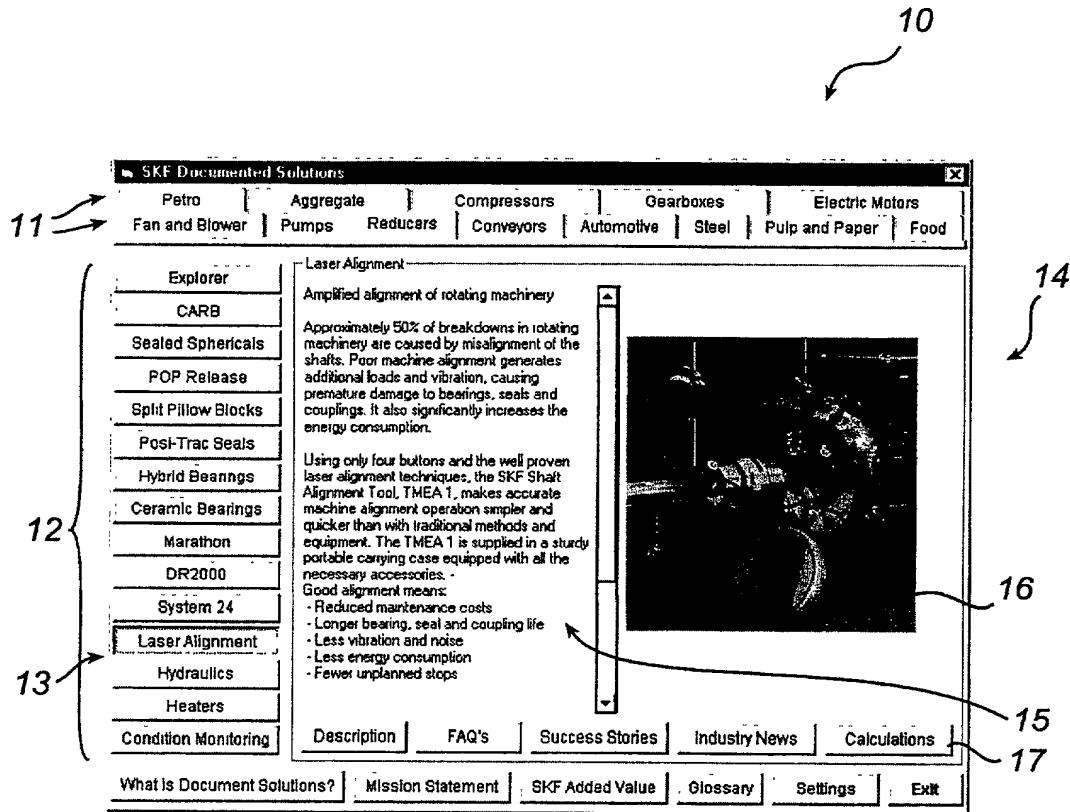 10
SKF Documented Solutions
Petro Aggregate Compressors Gearboxes Electric Motors
11
Fan and Blower Pumps Reducers Conveyors Automotive Steel Pulp and Paper Food
12
Explorer
CARB
Sealed Sphericals
POP Release
Split Pillow Blocks
Posi-Trac Seals
Hybrid Bearings
Ceramic Bearings
Marathon
DR2000
System 24
Laser Alignment
13
Hydraulics
Heaters
Condition Monitoring
Laser Alignment
Amplified alignment of rotating machinery
Approximately 50% of breakdowns in rotating
machinery are caused by misalignment of the
shafts. Poor machine alignment generates
additional loads and vibration, causing
premature damage to bearings, seals and
couplings. It also significantly increases the
energy consumption.
Using only four buttons and the well proven
laser alignment techniques, the SKF Shaft
Alignment Tool, TMEA 1, makes accurate
machine alignment operation simpler and
quicker than with traditional methods and
equipment. The TMEA 1 is supplied in a sturdy
portable carrying case equipped with all the
necessary accessories. -
Good alignment means:
- Reduced maintenance costs
- Longer bearing, seal and coupling life
- Less vibration and noise
- Less energy consumption
- Fewer unplanned stops
14
16
15
Description FAQ's Success Stories Industry News Calculations
17
What is Document Solutions? Mission Statement SKF Added Value Glossary Settings Exit